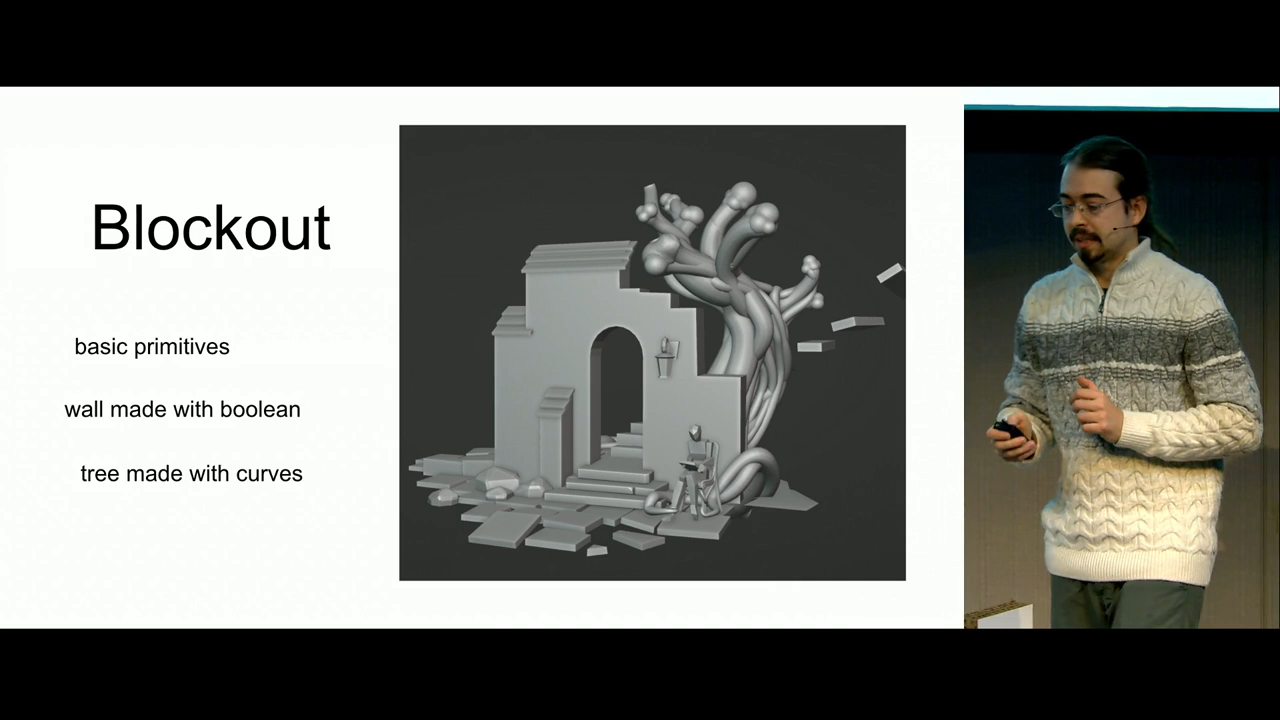 Blockout
basic primitives
wall made with boolean
tree made with curves